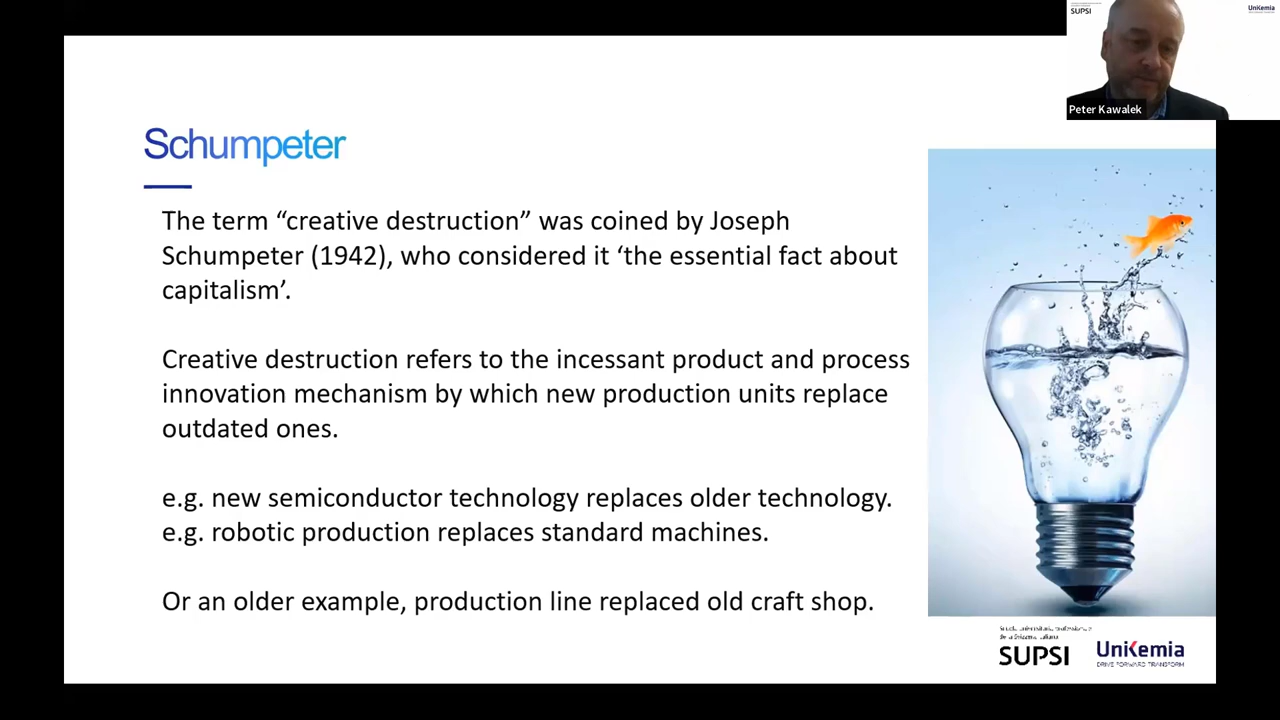 SUPSI
UniKemia
Peter Kawalek
Schumpeter
The term “creative destruction” was coined by Joseph
Schumpeter (1942), who considered it ‘the essential fact about
capitalism’.
Creative destruction refers to the incessant product and process
innovation mechanism by which new production units replace
outdated ones.
e.g. new semiconductor technology replaces older technology.
e.g. robotic production replaces standard machines.
Or an older example, production line replaced old craft shop.
SUPSI
UniKemia
DRIVE FORWARD TRANSFORM